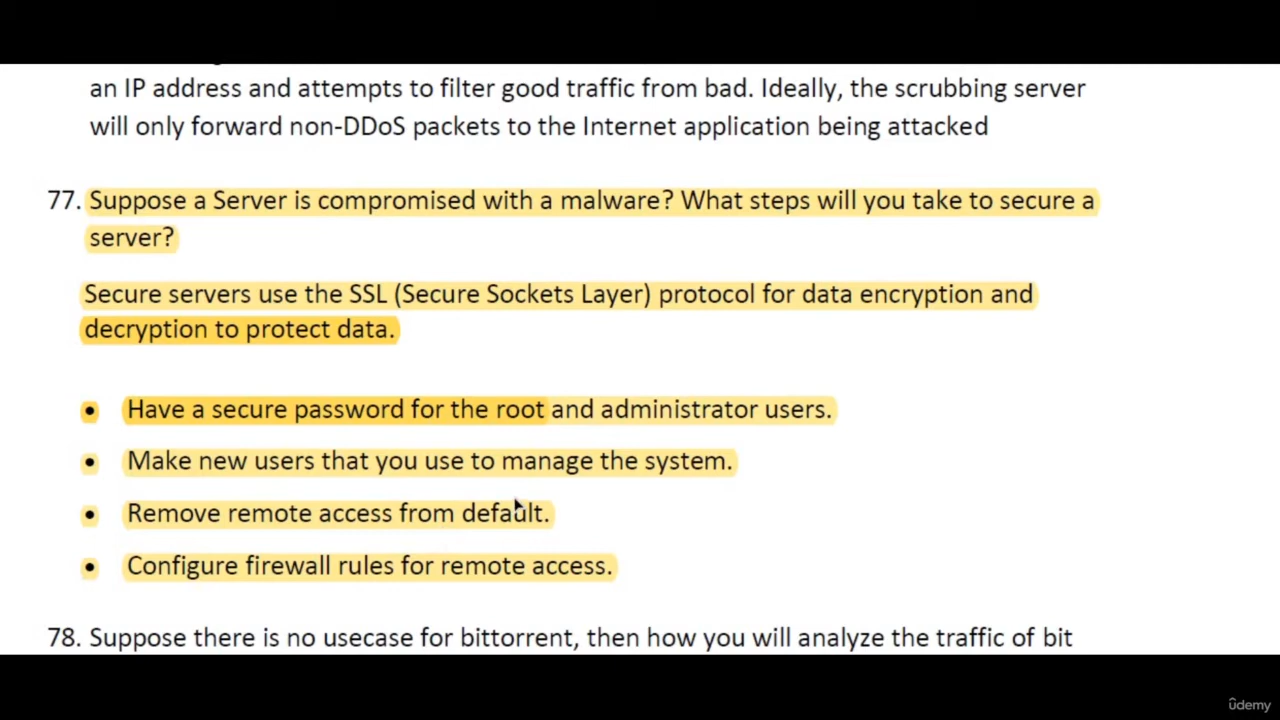 an IP address and attempts to filter good traffic from bad. Ideally, the scrubbing server
will only forward non-DDoS packets to the Internet application being attacked
77. Suppose a Server is compromised with a malware? What steps will you take to secure a
server?
Secure servers use the SSL (Secure Sockets Layer) protocol for data encryption and
decryption to protect data.
• Have a secure password for the root and administrator users.
• Make new users that you use to manage the system.
• Remove remote access from default.
• Configure firewall rules for remote access.
78. Suppose there is no usecase for bittorrent, then how you will analyze the traffic of bit
ûdemy